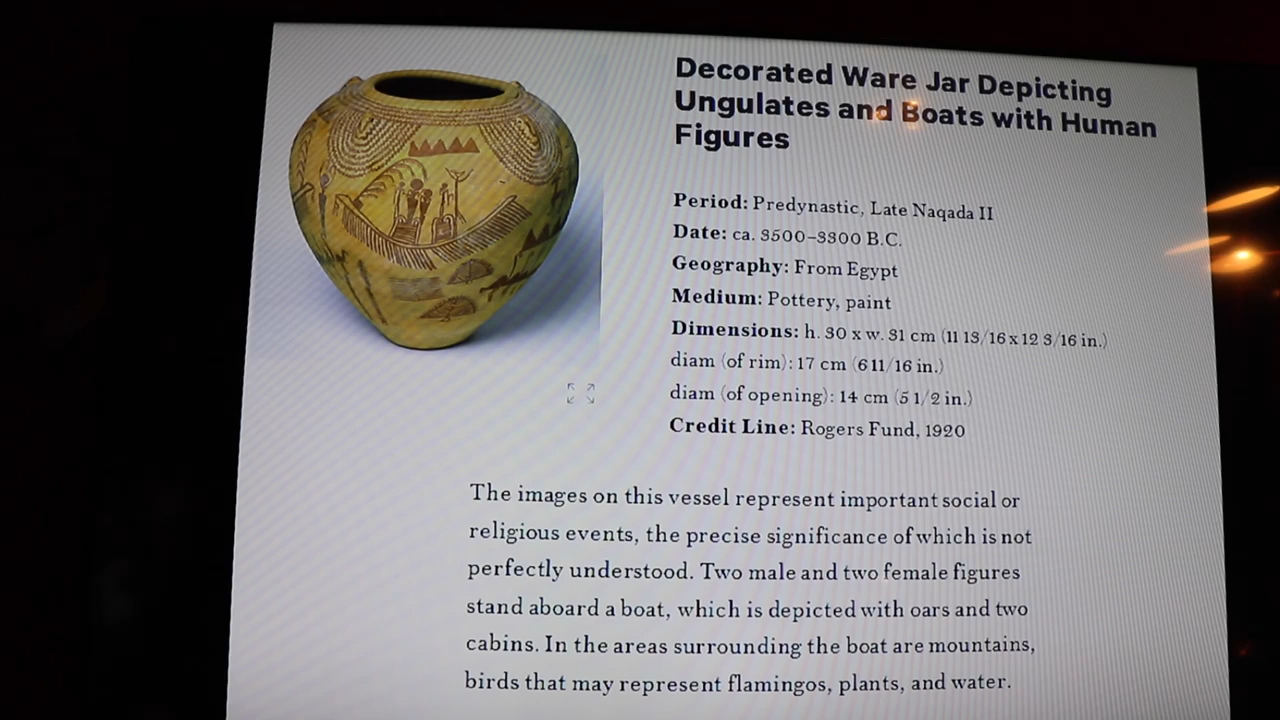 Decorated Ware Jar Depicting
Ungulates and Boats with Human
Figures
Period: Predynastic, Late Naqada II
Date: ca. 3500–3300 B.C.
Geography: From Egypt
Medium: Pottery, paint
Dimensions: h. 30 x w. 31 cm (11 13/16 x 12 3/16 in.)
diam (of rim): 17 cm (6 11/16 in.)
diam (of opening): 14 cm (5 1/2 in.)
Credit Line: Rogers Fund, 1920
The images on this vessel represent important social or
religious events, the precise significance of which is not
perfectly understood. Two male and two female figures
stand aboard a boat, which is depicted with oars and two
cabins. In the areas surrounding the boat are mountains,
birds that may represent flamingos, plants, and water.